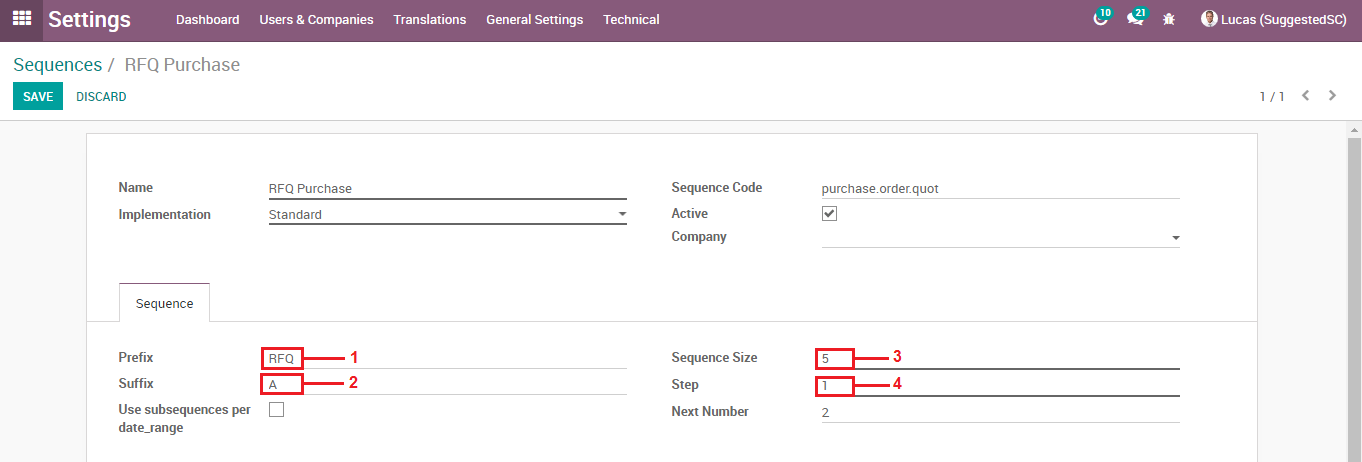 Settings Dashboard Users & Companies Translations General Settings Technical 10 21 Lucas (SuggestedSC)
Sequences / RFQ Purchase
SAVE DISCARD 1 / 1
Name RFQ Purchase Sequence Code purchase.order.quot
Implementation Standard Active
Company
Sequence
Prefix RFQ 1 Sequence Size 5 3
Suffix A 2 Step 1 4
Use subsequences per Next Number 2
date_range